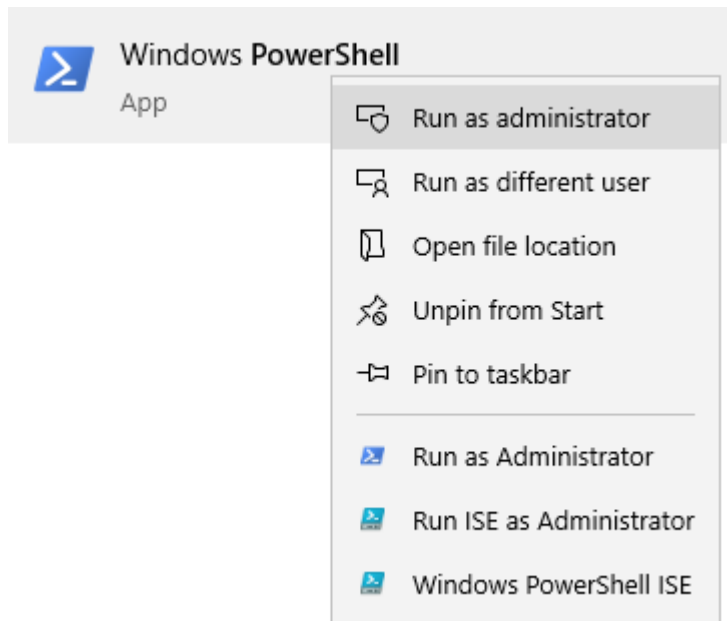 Windows PowerShell
App
Run as administrator
Run as different user
Open file location
Unpin from Start
Pin to taskbar
Run as Administrator
Run ISE as Administrator
Windows PowerShell ISE